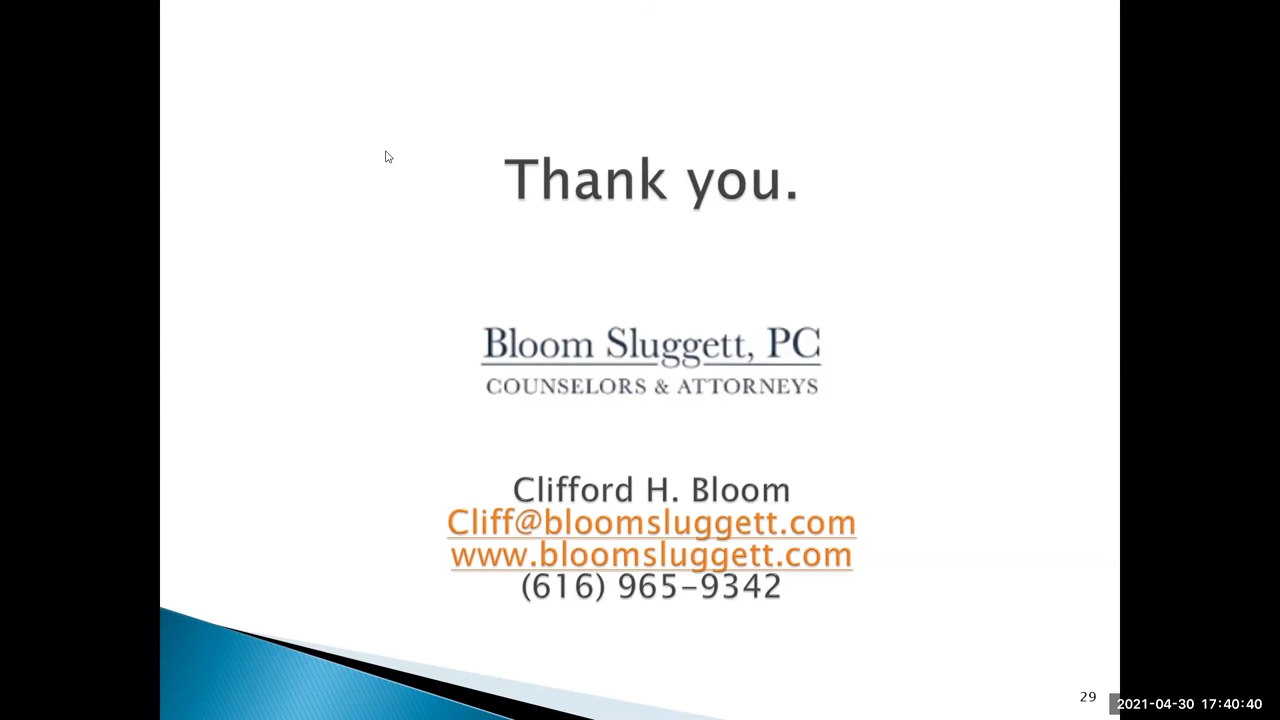 Thank you.
Bloom Sluggett, PC
COUNSELORS & ATTORNEYS
Clifford H. Bloom
Cliff@bloomsluggett.com
www.bloomsluggett.com
(616) 965-9342
29
2021-04-30 17:40:40